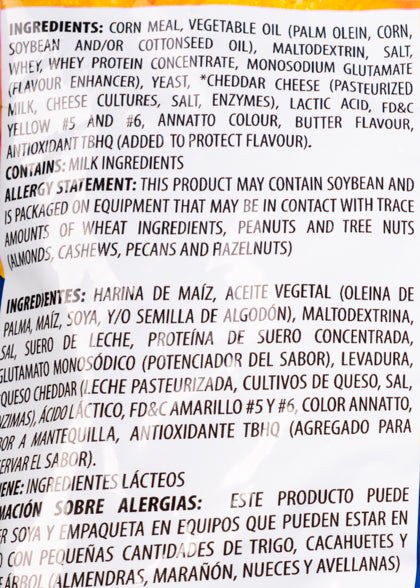 INGREDIENTS: CORN MEAL, VEGETABLE OIL (PALM OLEIN, CORN,
SOYBEAN AND/OR COTTONSEED OIL), MALTODEXTRIN, SALT,
WHEY, WHEY PROTEIN CONCENTRATE, MONOSODIUM GLUTAMATE
(FLAVOUR ENHANCER), YEAST, *CHEDDAR CHEESE (PASTEURIZED
MILK, CHEESE CULTURES, SALT, ENZYMES), LACTIC ACID, FD&C
YELLOW #5 AND #6, ANNATTO COLOUR, BUTTER FLAVOUR,
ANTIOXIDANT TBHQ (ADDED TO PROTECT FLAVOUR).
CONTAINS: MILK INGREDIENTS
ALLERGY STATEMENT: THIS PRODUCT MAY CONTAIN SOYBEAN AND
IS PACKAGED ON EQUIPMENT THAT MAY BE IN CONTACT WITH TRACE
AMOUNTS OF WHEAT INGREDIENTS, PEANUTS AND TREE NUTS
(ALMONDS, CASHEWS, PECANS AND HAZELNUTS)
INGREDIENTES: HARINA DE MAÍZ, ACEITE VEGETAL (OLEINA DE
PALMA, MAÍZ, SOYA, Y/O SEMILLA DE ALGODÓN), MALTODEXTRINA,
SAL, SUERO DE LECHE, PROTEÍNA DE SUERO CONCENTRADA,
GLUTAMATO MONOSÓDICO (POTENCIADOR DEL SABOR), LEVADURA,
QUESO CHEDDAR (LECHE PASTEURIZADA, CULTIVOS DE QUESO, SAL,
NZIMAS), ÁCIDO LÁCTICO, FD&C AMARILLO #5 Y #6, COLOR ANNATTO,
BOR A MANTEQUILLA, ANTIOXIDANTE TBHQ (AGREGADO PARA
ERVAR EL SABOR).
IENE: INGREDIENTES LÁCTEOS
MACIÓN SOBRE ALERGIAS: ESTE PRODUCTO PUEDE
ER SOYA Y EMPAQUETA EN EQUIPOS QUE PUEDEN ESTAR EN
O CON PEQUEÑAS CANTIDADES DE TRIGO, CACAHUETES Y
E ÁRBOL (ALMENDRAS, MARAÑÓN, NUECES Y AVELLANAS)